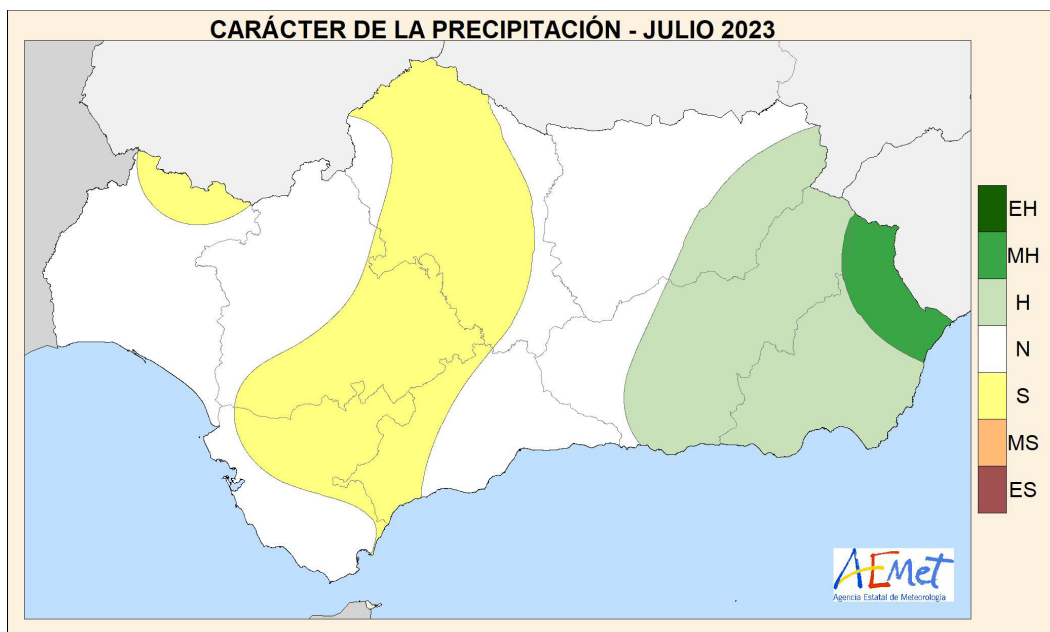 CARÁCTER DE LA PRECIPITACIÓN - JULIO 2023
EH
MH
H
N
S
MS
ES
AEMet
Agencia Estatal de Meteorología